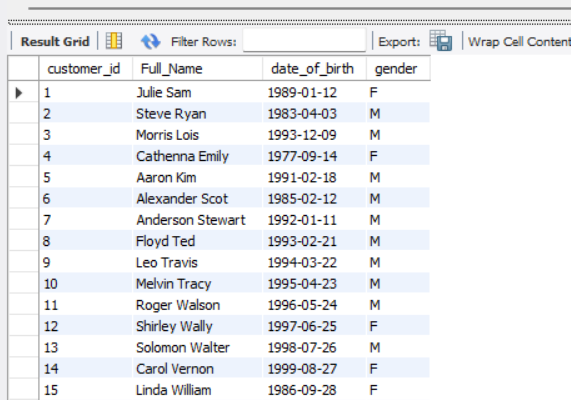 Result Grid Filter Rows: Export: Wrap Cell Content
customer_id Full_Name date_of_birth gender
1 Julie Sam 1989-01-12 F
2 Steve Ryan 1983-04-03 M
3 Morris Lois 1993-12-09 M
4 Cathenna Emily 1977-09-14 F
5 Aaron Kim 1991-02-18 M
6 Alexander Scot 1985-02-12 M
7 Anderson Stewart 1992-01-11 M
8 Floyd Ted 1993-02-21 M
9 Leo Travis 1994-03-22 M
10 Melvin Tracy 1995-04-23 M
11 Roger Walson 1996-05-24 M
12 Shirley Wally 1997-06-25 F
13 Solomon Walter 1998-07-26 M
14 Carol Vernon 1999-08-27 F
15 Linda William 1986-09-28 F